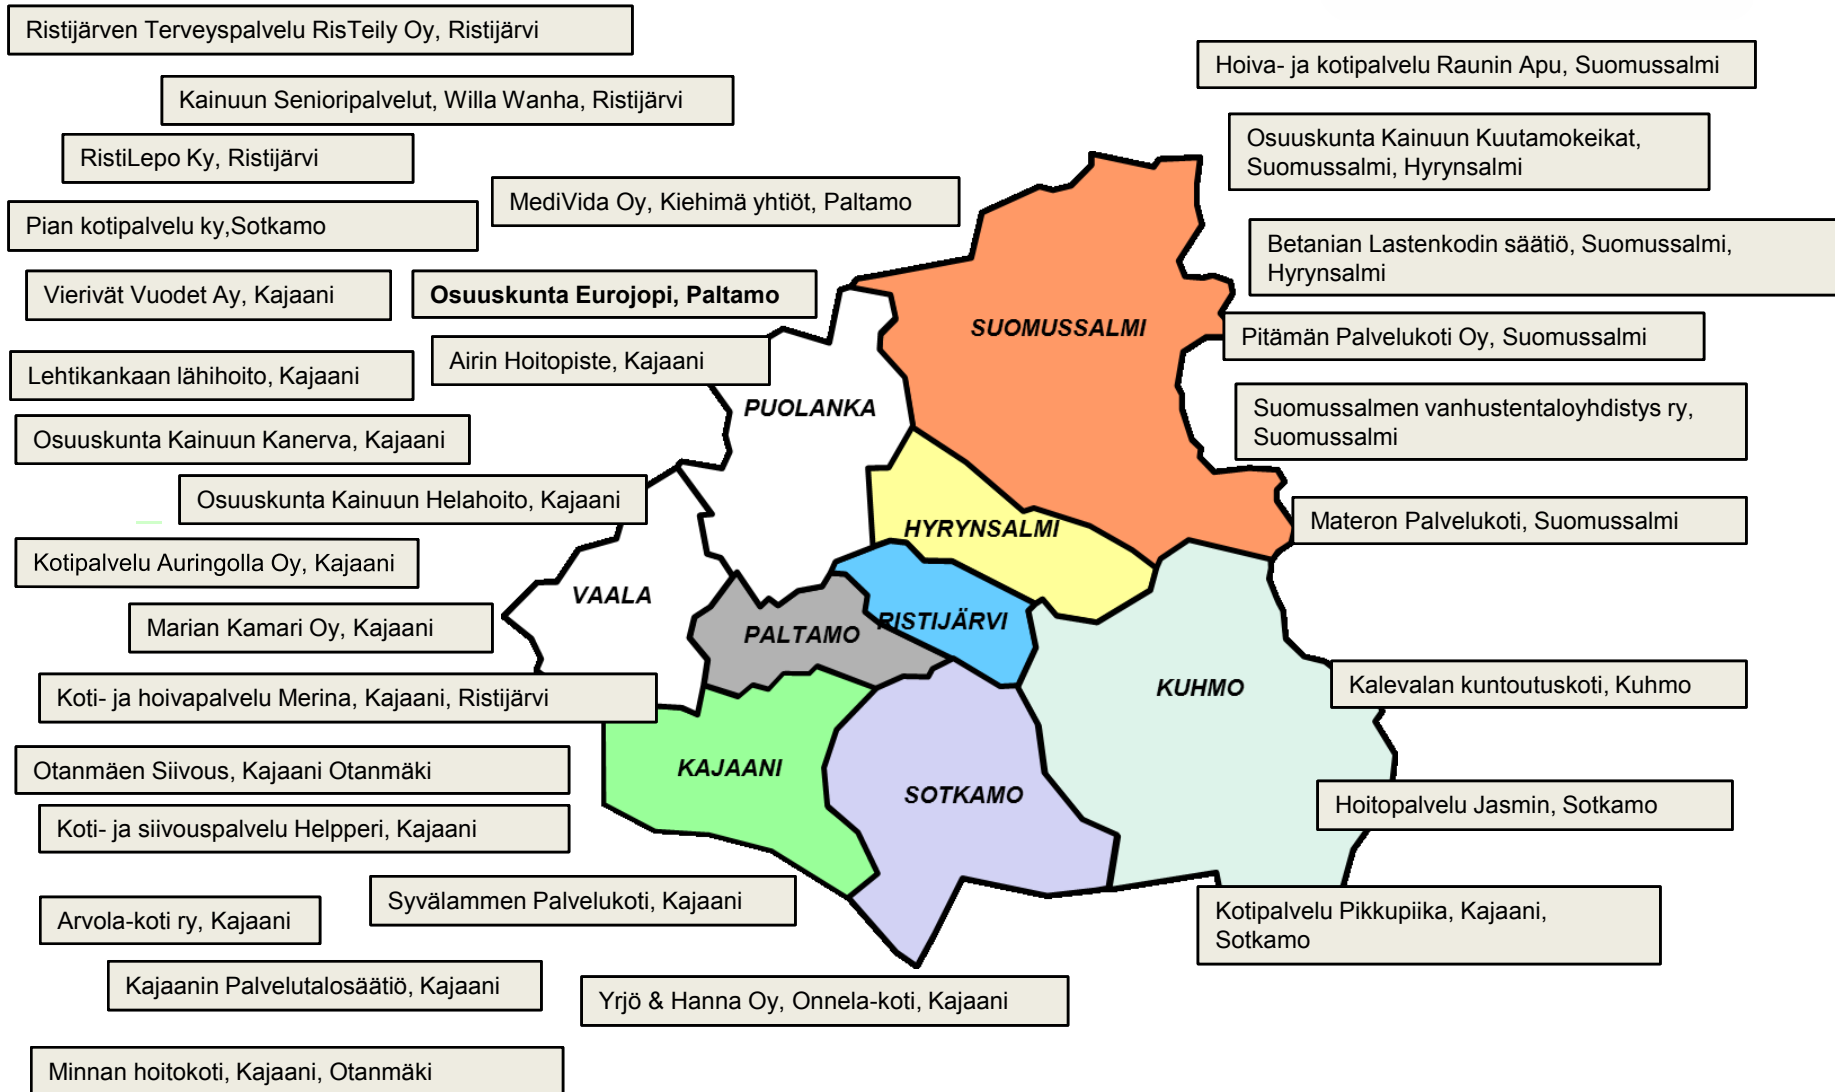 Ristijärven Terveyspalvelu RisTeily Oy, Ristijärvi
Hoiva- ja kotipalvelu Raunin Apu, Suomussalmi
Kainuun Senioripalvelut, Willa Wanha, Ristijärvi
Osuuskunta Kainuun Kuutamokeikat,
Suomussalmi, Hyrynsalmi
RistiLepo Ky, Ristijärvi
MediVida Oy, Kiehimä yhtiöt, Paltamo
Pian kotipalvelu ky,Sotkamo
Betanian Lastenkodin säätiö, Suomussalmi,
Hyrynsalmi
Vierivät Vuodet Ay, Kajaani
Osuuskunta Eurojopi, Paltamo
SUOMUSSALMI
Pitämän Palvelukoti Oy, Suomussalmi
Airin Hoitopiste, Kajaani
Lehtikankaan lähihoito, Kajaani
PUOLANKA
Suomussalmen vanhustentaloyhdistys ry,
Suomussalmi
Osuuskunta Kainuun Kanerva, Kajaani
Osuuskunta Kainuun Helahoito, Kajaani
HYRYNSALMI
Materon Palvelukoti, Suomussalmi
Kotipalvelu Auringolla Oy, Kajaani
VAALA
Marian Kamari Oy, Kajaani
PALTAMO
RISTIJÄRVI
Koti- ja hoivapalvelu Merina, Kajaani, Ristijärvi
KUHMO
Kalevalan kuntoutuskoti, Kuhmo
Otanmäen Siivous, Kajaani Otanmäki
KAJAANI
SOTKAMO
Hoitopalvelu Jasmin, Sotkamo
Koti- ja siivouspalvelu Helpperi, Kajaani
Syvälammen Palvelukoti, Kajaani
Arvola-koti ry, Kajaani
Kotipalvelu Pikkupiika, Kajaani,
Sotkamo
Kajaanin Palvelutalosäätiö, Kajaani
Yrjö & Hanna Oy, Onnela-koti, Kajaani
Minnan hoitokoti, Kajaani, Otanmäki